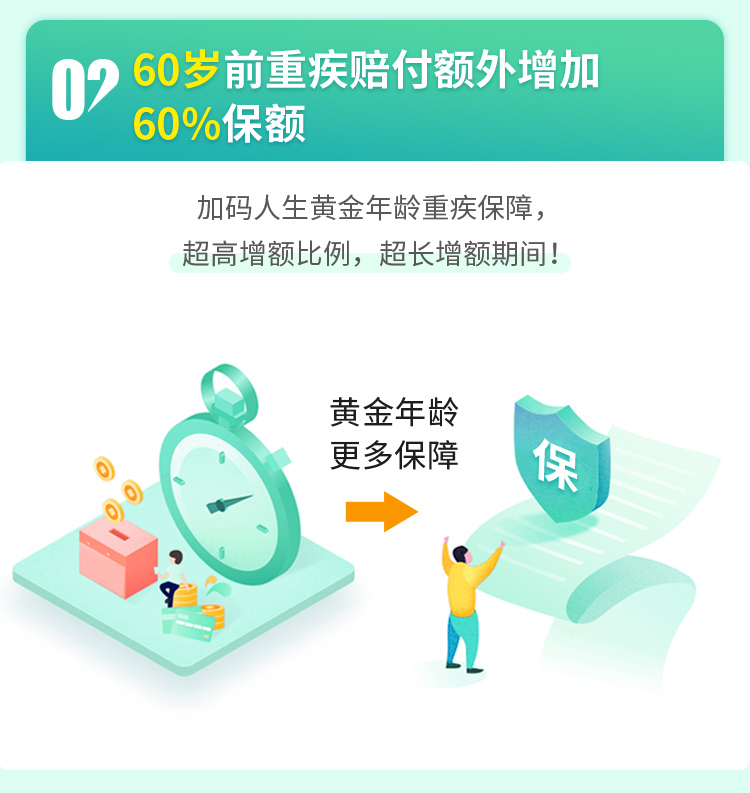 02
60岁前重疾赔付额外增加
60%保额
加码人生黄金年龄重疾保障，
超高增额比例，超长增额期间！
黄金年龄
更多保障
保